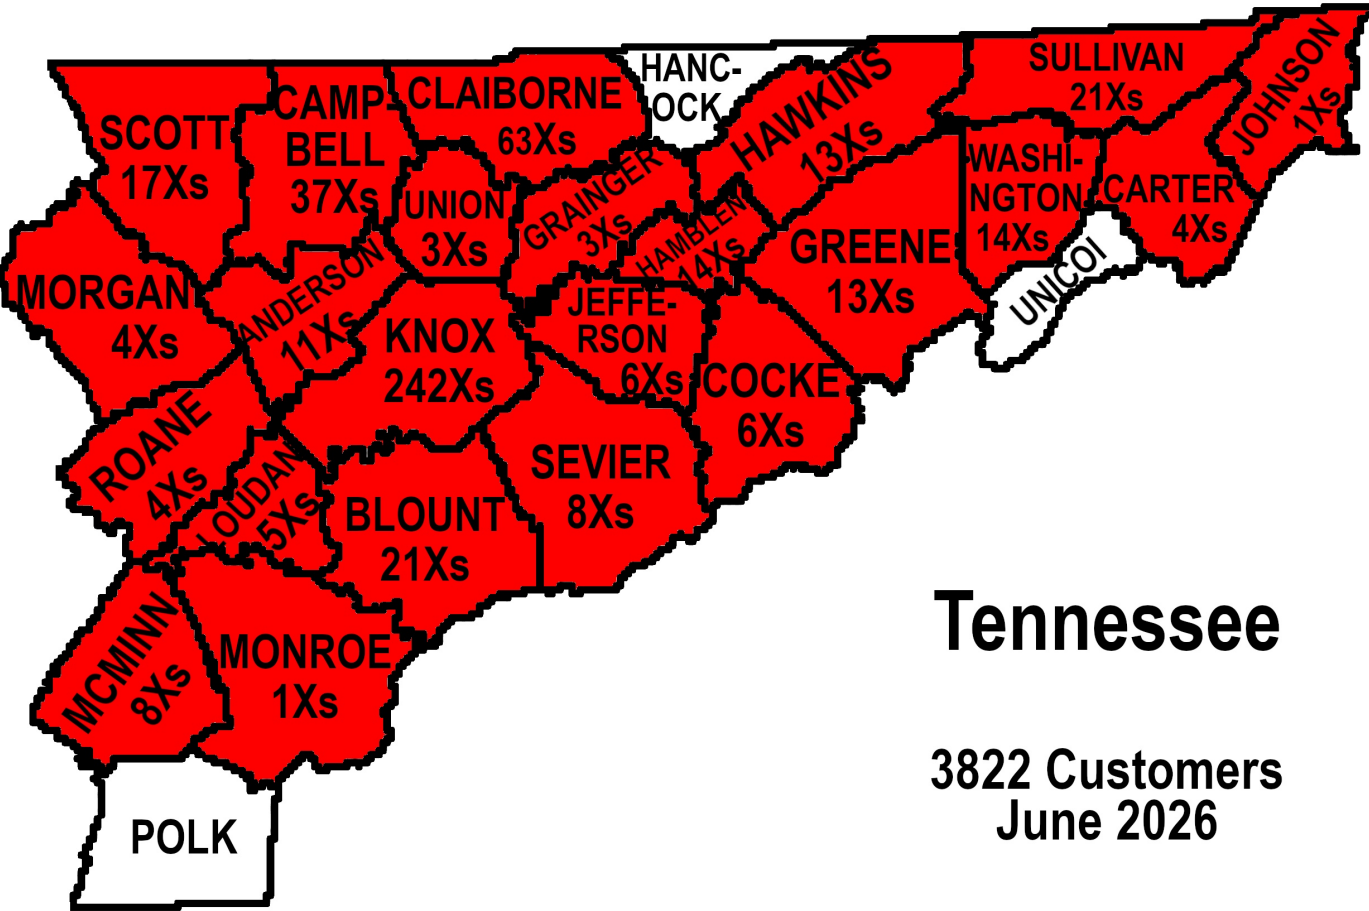 HANC-
OCK
SULLIVAN
21Xs
JOHNSON
1Xs
CLAIBORNE
63Xs
HAWKINS
13Xs
CAMP-
BELL
37Xs
SCOTT
17Xs
WASHI-
NGTON
14Xs
CARTER
4Xs
UNION
3Xs
GRAINGER
3Xs
HAMBLEN
14Xs
GREENE
13Xs
UNICOI
MORGAN
4Xs
ANDERSON
11Xs
KNOX
242Xs
JEFFE-
RSON
6Xs
COCKE
6Xs
ROANE
4Xs
LOUDAN
5Xs
BLOUNT
21Xs
SEVIER
8Xs
MCMINN
8Xs
MONROE
1Xs
POLK
Tennessee
3822 Customers
June 2026